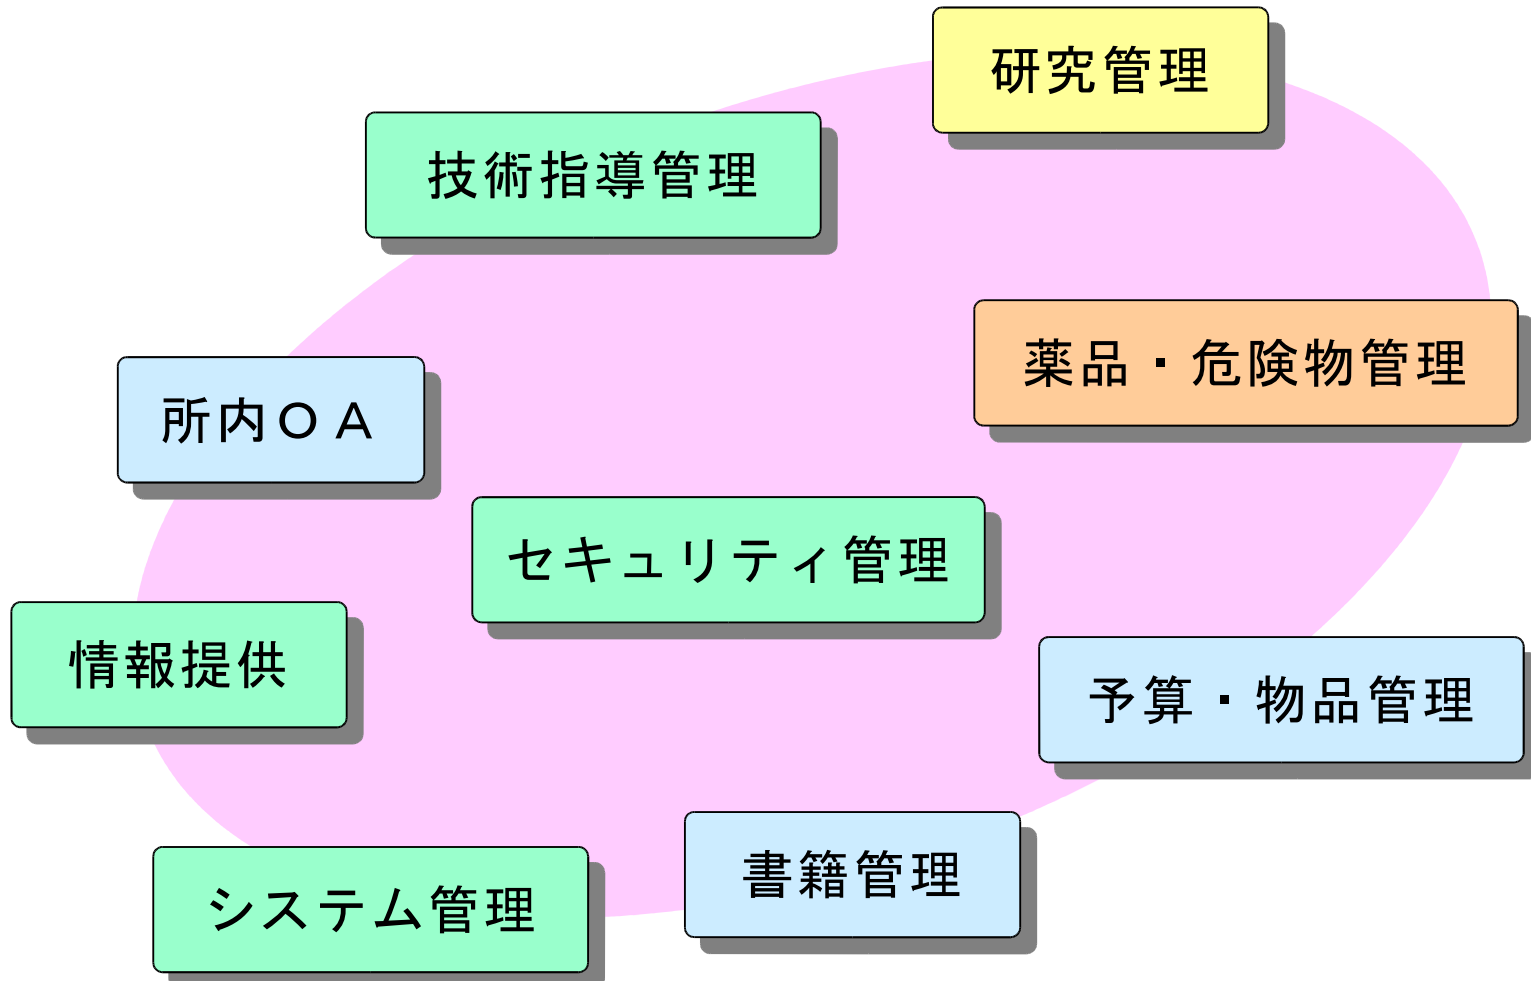 研究管理
技術指導管理
薬品・危険物管理
所内ＯＡ
セキュリティ管理
情報提供
予算・物品管理
書籍管理
システム管理